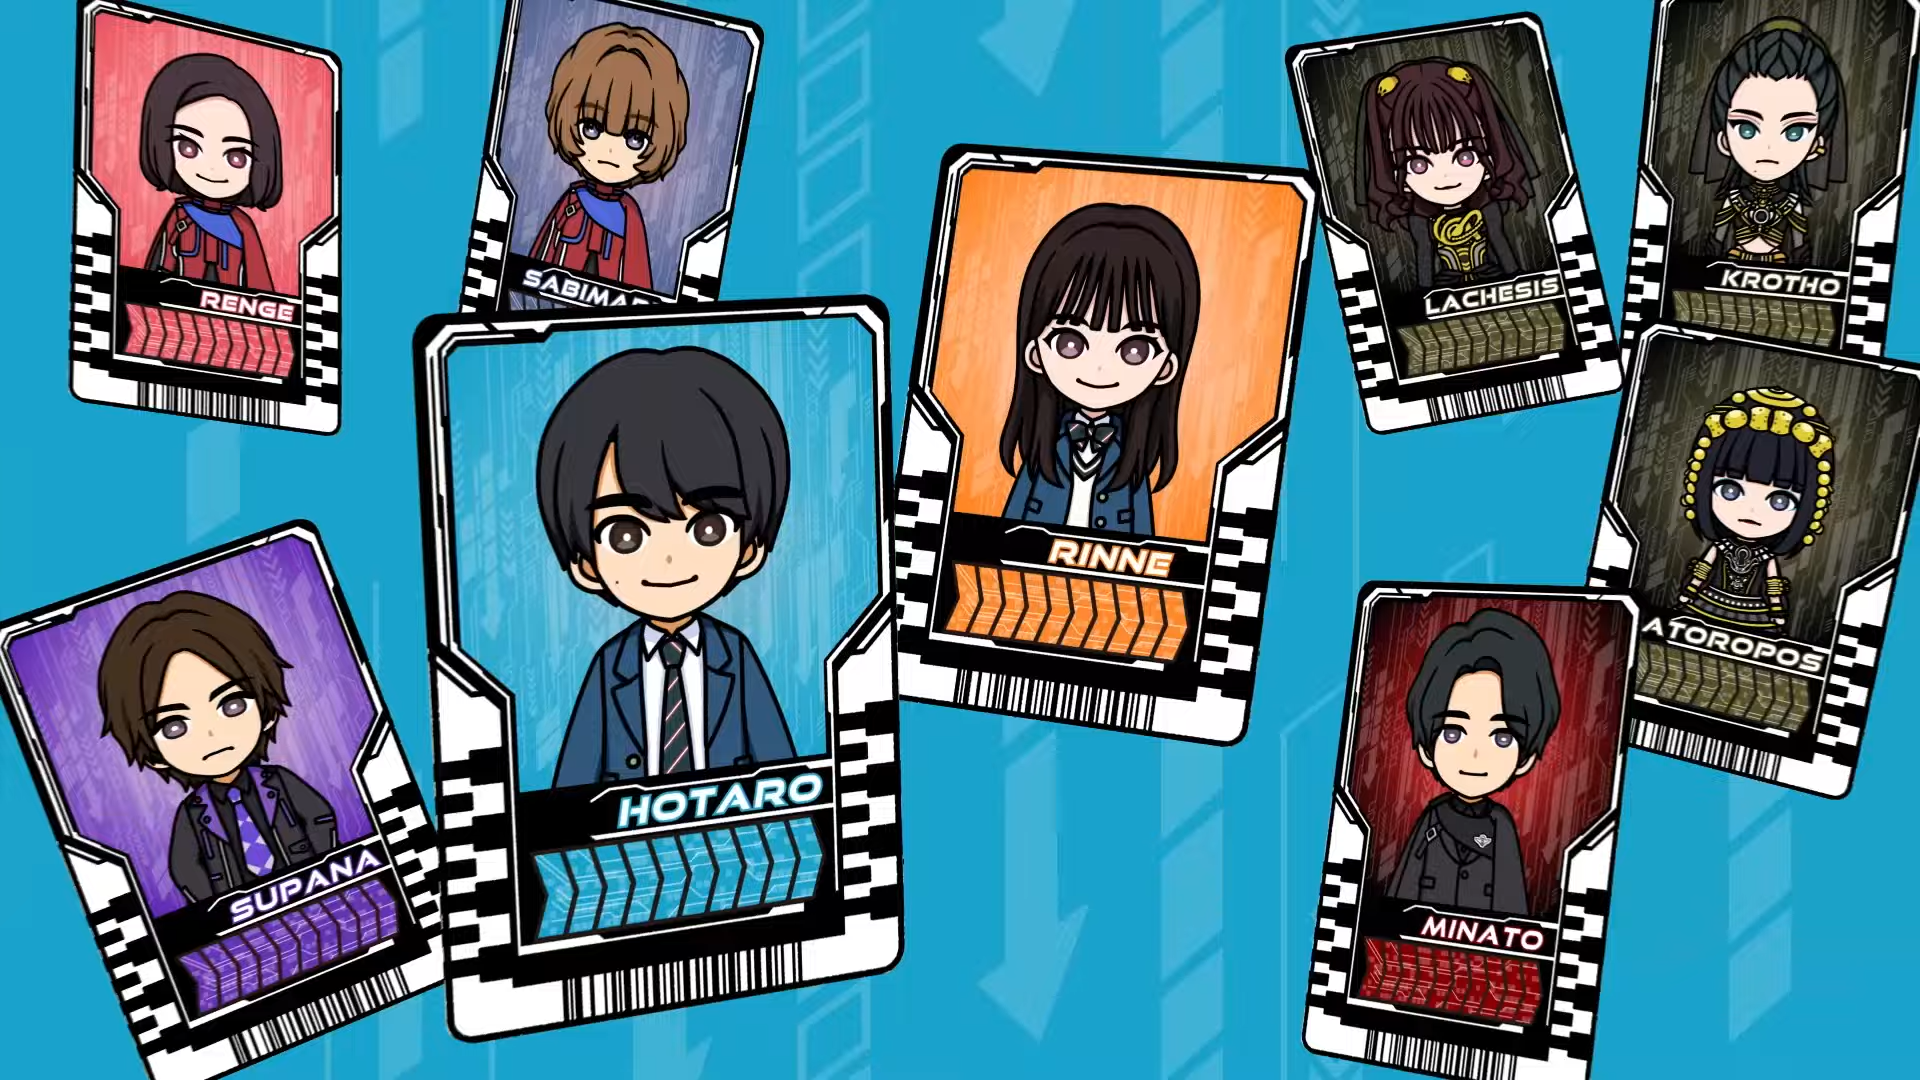 RENGE
LACHESIS
KROTHO
RINNE
ATOROPOS
HOTARO
SUPANA
MINATO